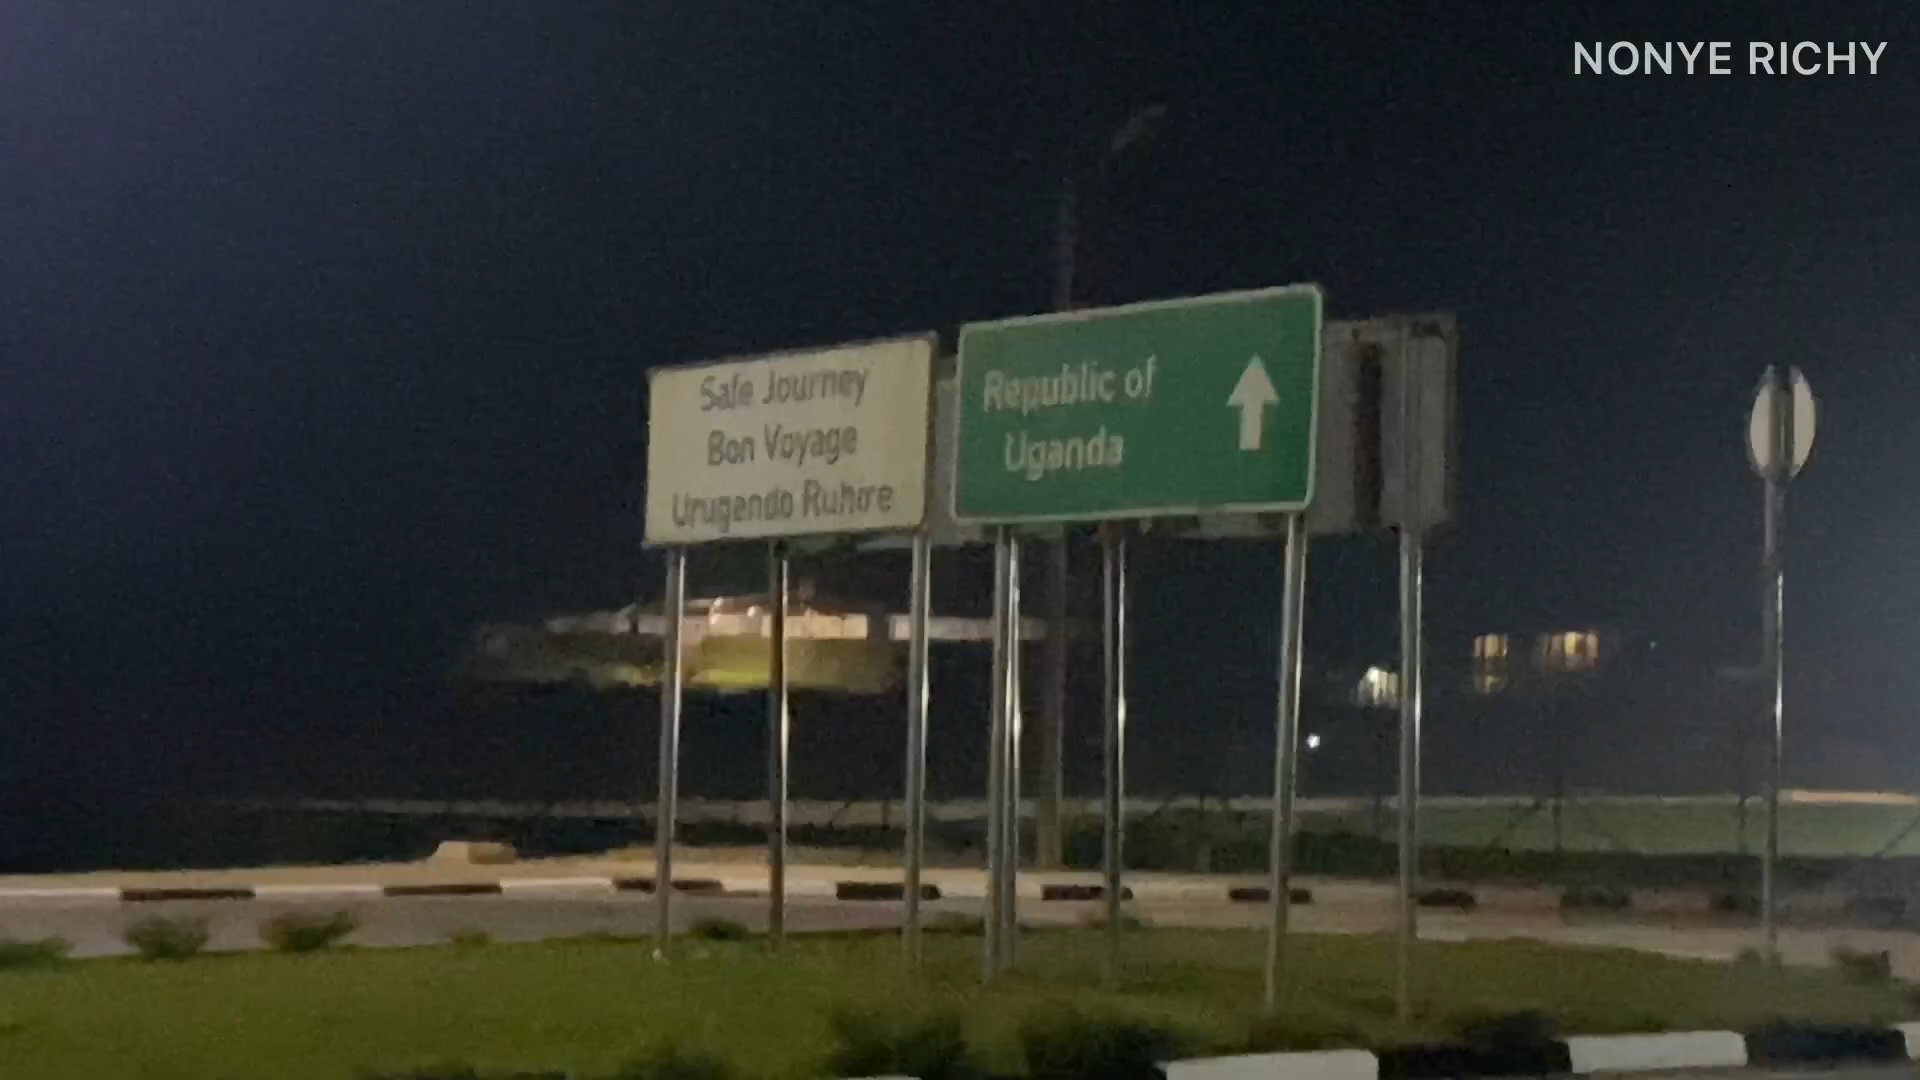 NONYE RICHY
Safe Journey
Bon Voyage
Urugendo Ruhire
Republic of
Uganda